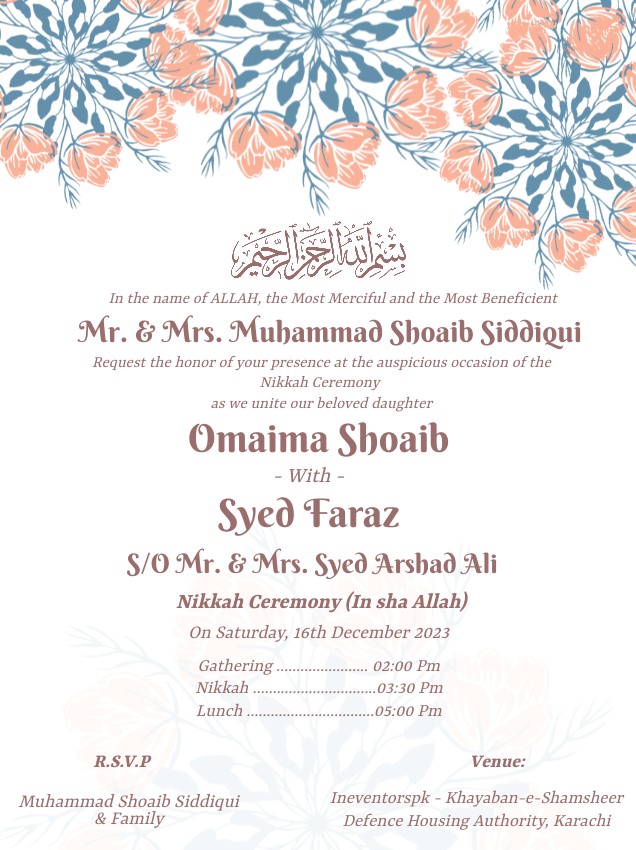 بسم الله الرحمن الرحيم
In the name of ALLAH, the Most Merciful and the Most Beneficient
Mr. & Mrs. Muhammad Shoaib Siddiqui
Request the honor of your presence at the auspicious occasion of the
Nikkah Ceremony
as we unite our beloved daughter
Omaima Shoaib
- With -
Syed Faraz
S/O Mr. & Mrs. Syed Arshad Ali
Nikkah Ceremony (In sha Allah)
On Saturday, 16th December 2023
Gathering ....................... 02:00 Pm
Nikkah ...............................03:30 Pm
Lunch ................................05:00 Pm
R.S.V.P
Muhammad Shoaib Siddiqui
& Family
Venue:
Ineventorspk - Khayaban-e-Shamsheer
Defence Housing Authority, Karachi